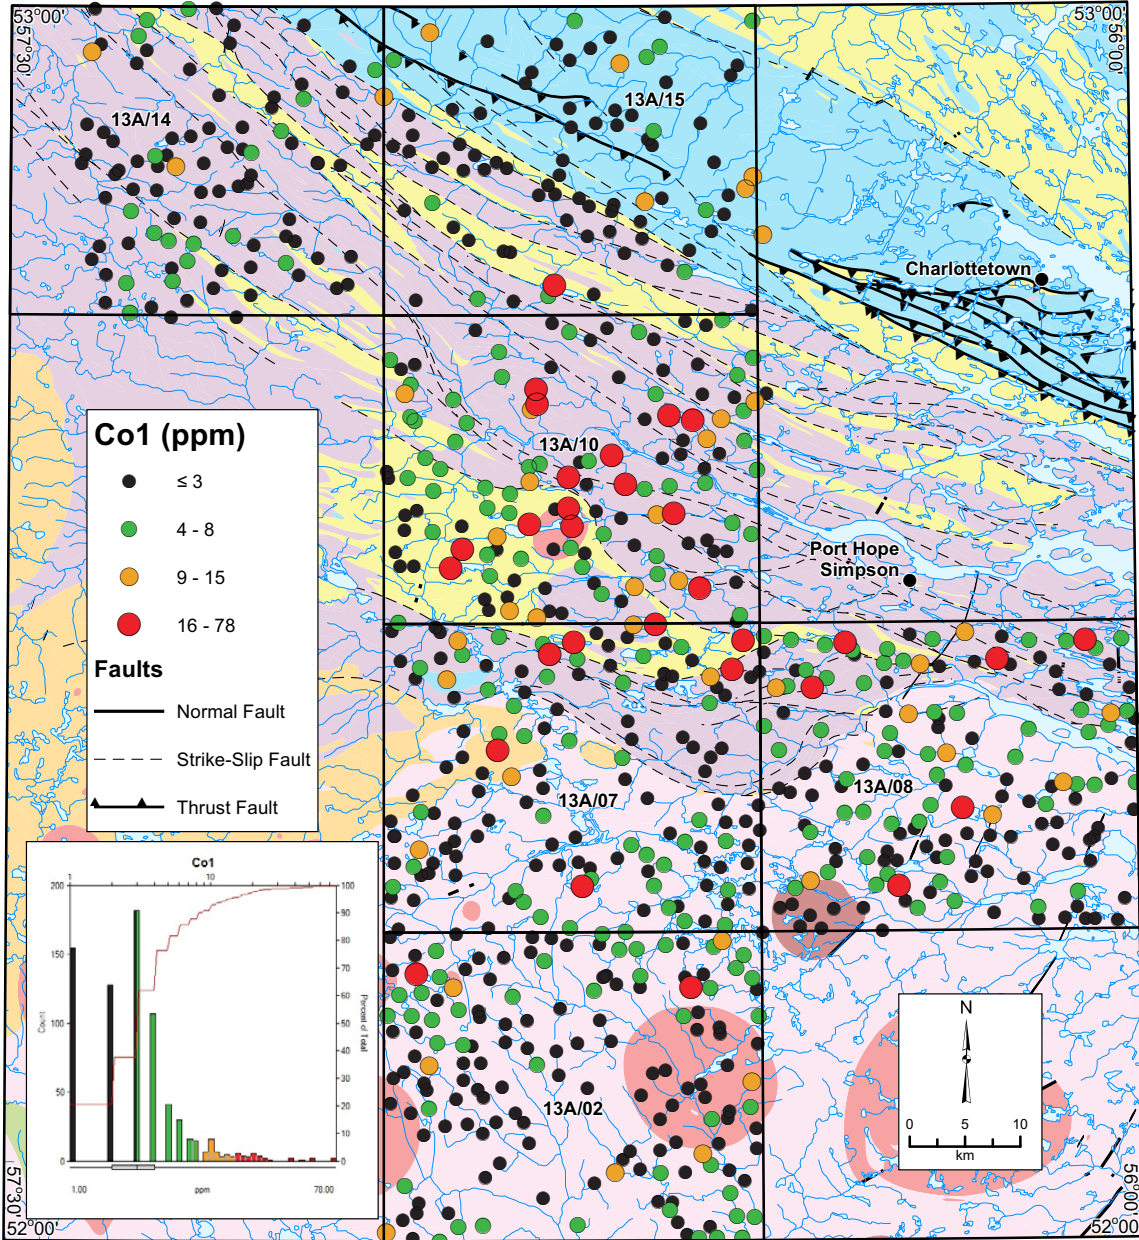 53°00'
57°30'
53°00'
56°00'
13A/14
13A/15
Charlottetown
13A/10
Port Hope
Simpson
Co1 (ppm)
≤ 3
4 - 8
9 - 15
16 - 78
Faults
Normal Fault
Strike-Slip Fault
Thrust Fault
13A/07
13A/08
13A/02
Co1
1
10
200
150
100
50
0
Count
100
90
80
70
60
50
40
30
20
10
0
Percent of Total
1.00
ppm
78.00
N
0
5
10
km
57°30'
52°00'
56°00'
52°00'